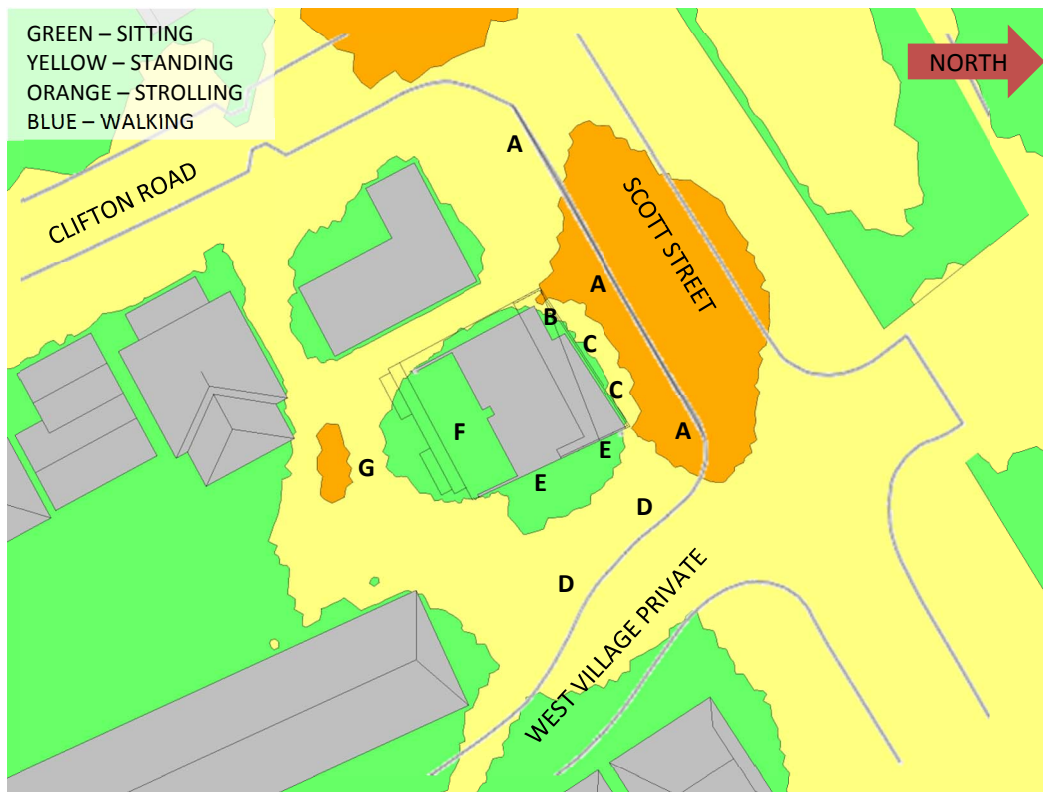 GREEN – SITTING
YELLOW – STANDING
ORANGE – STROLLING
BLUE – WALKING
NORTH
A
CLIFTON ROAD
SCOTT STREET
A
B
C
C
A
F
E
G
E
D
D
WEST VILLAGE PRIVATE